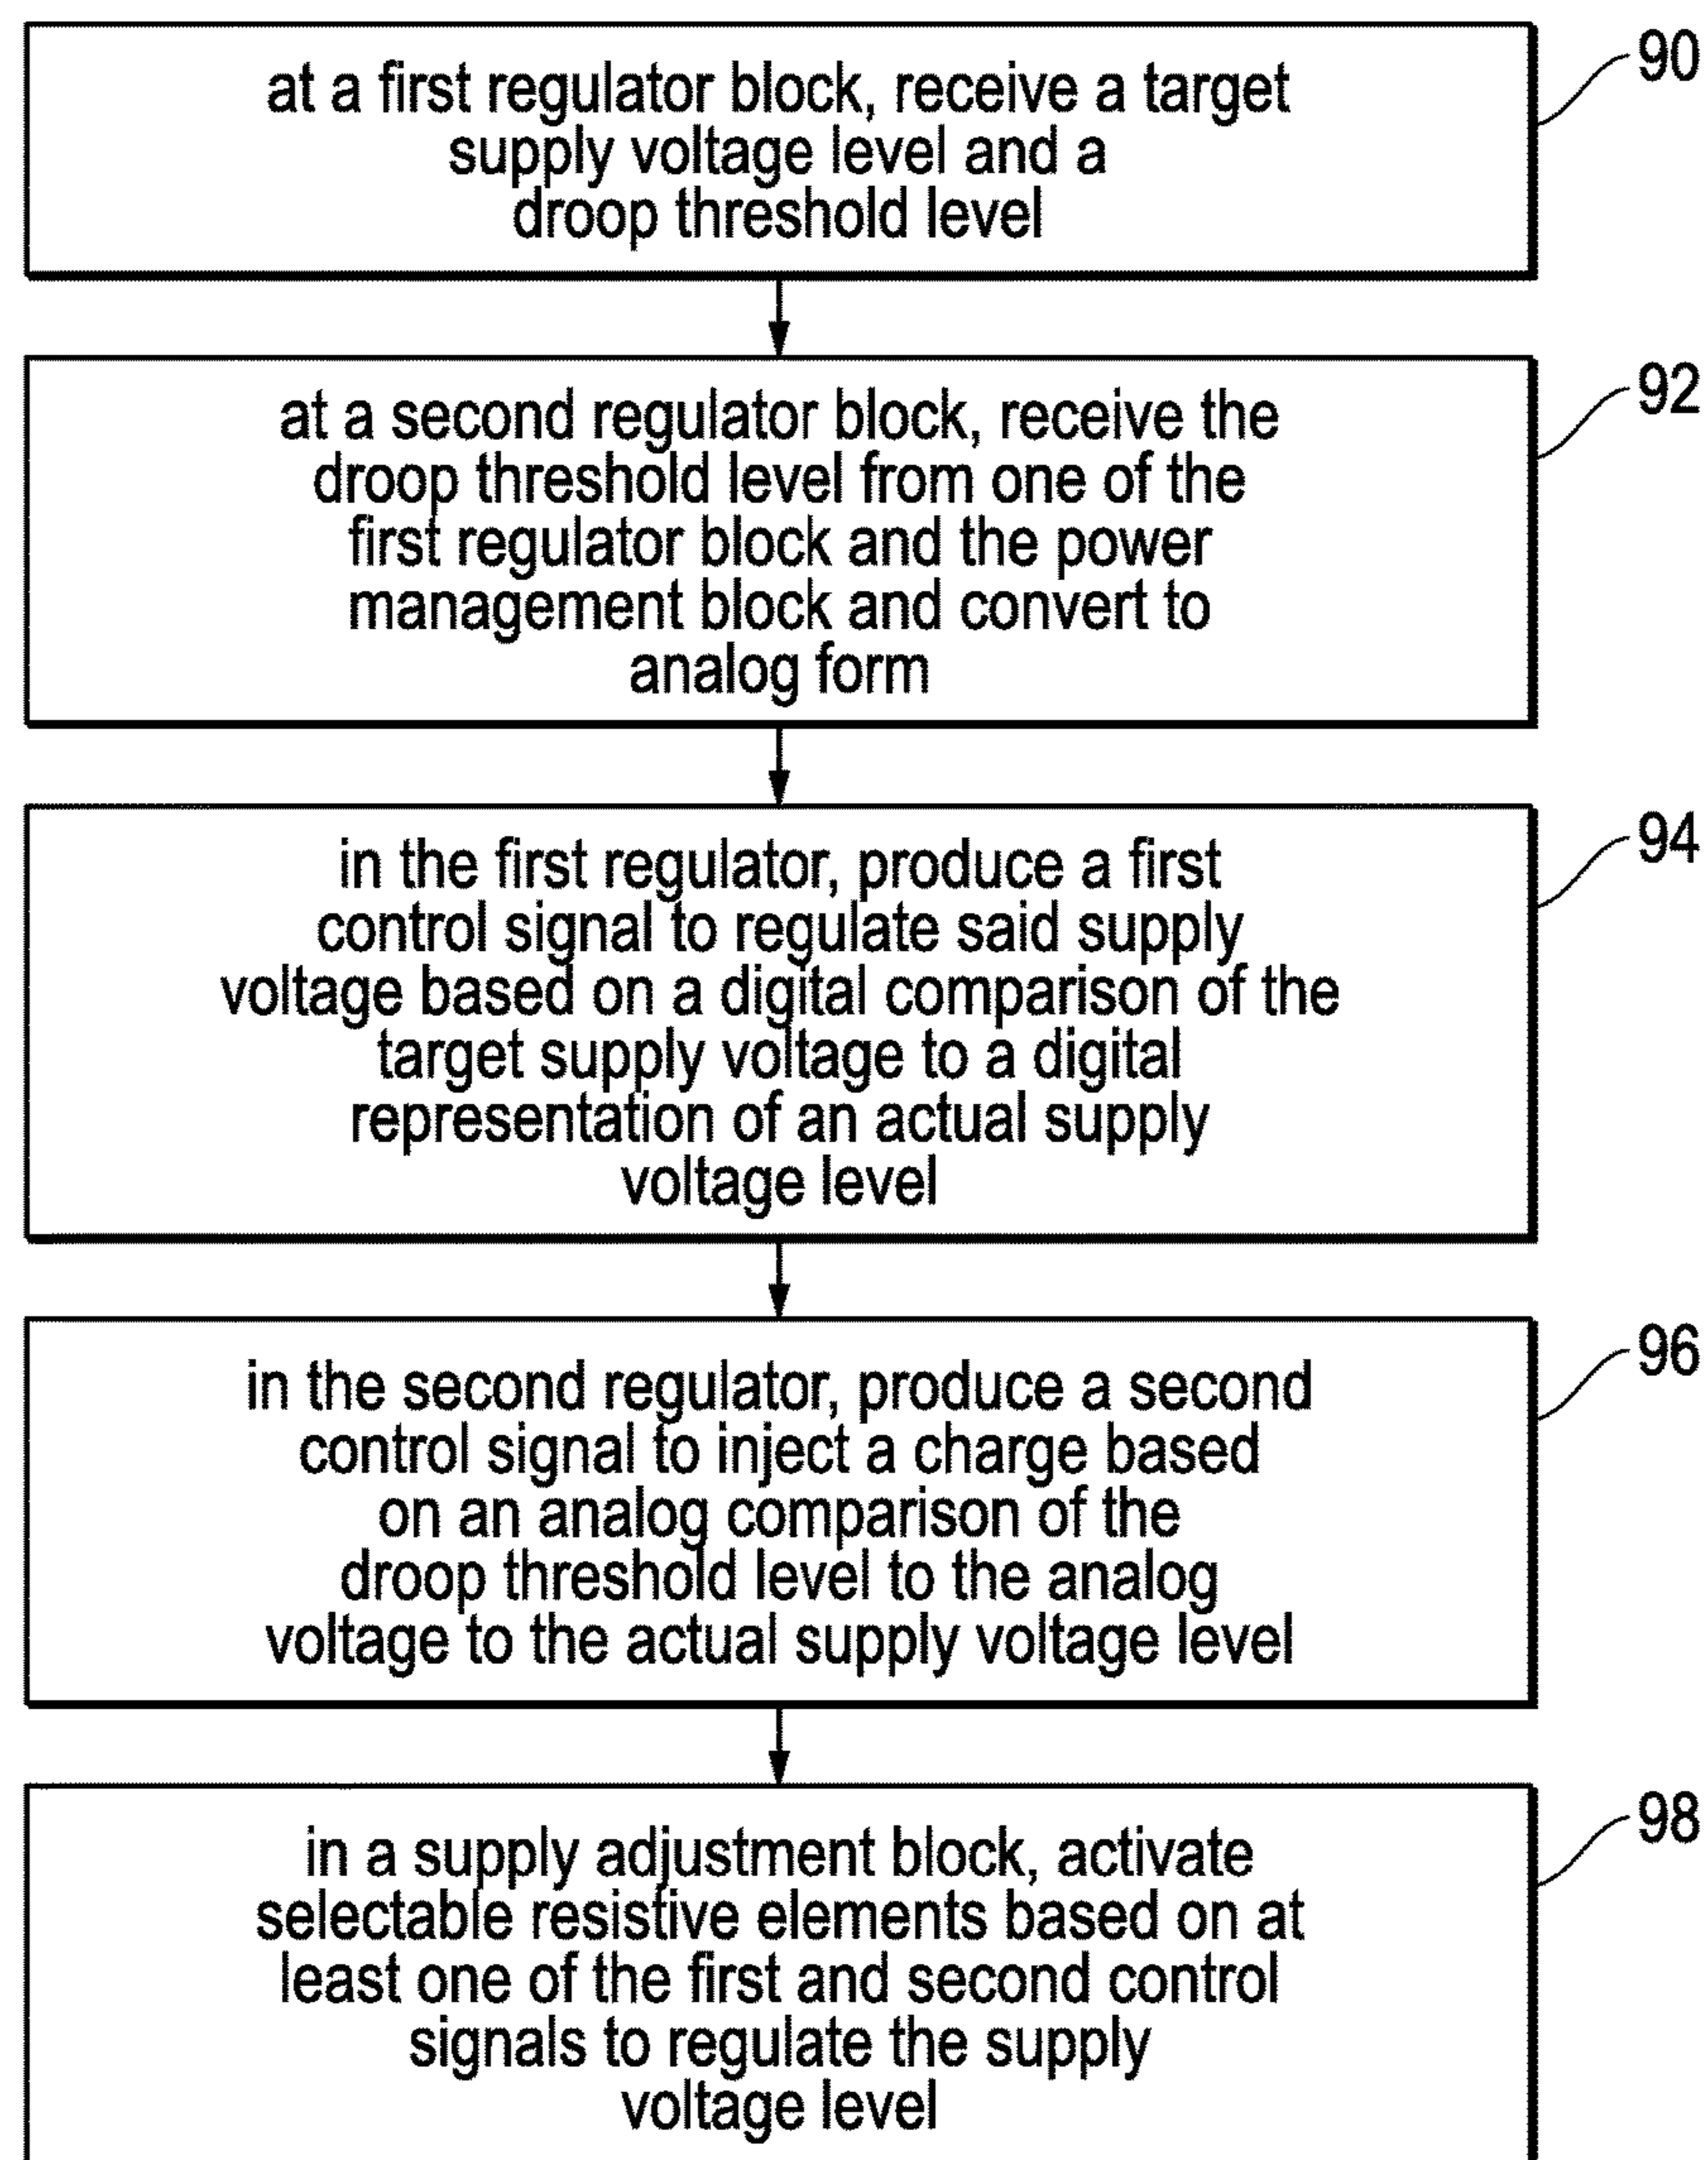 at a first regulator block, receive a target
supply voltage level and a
droop threshold level
90
at a second regulator block, receive the
droop threshold level from one of the
first regulator block and the power
management block and convert to
analog form
92
in the first regulator, produce a first
control signal to regulate said supply
voltage based on a digital comparison of the
target supply voltage to a digital
representation of an actual supply
voltage level
94
in the second regulator, produce a second
control signal to inject a charge based
on an analog comparison of the
droop threshold level to the analog
voltage to the actual supply voltage level
96
in a supply adjustment block, activate
selectable resistive elements based on at
least one of the first and second control
signals to regulate the supply
voltage level
98